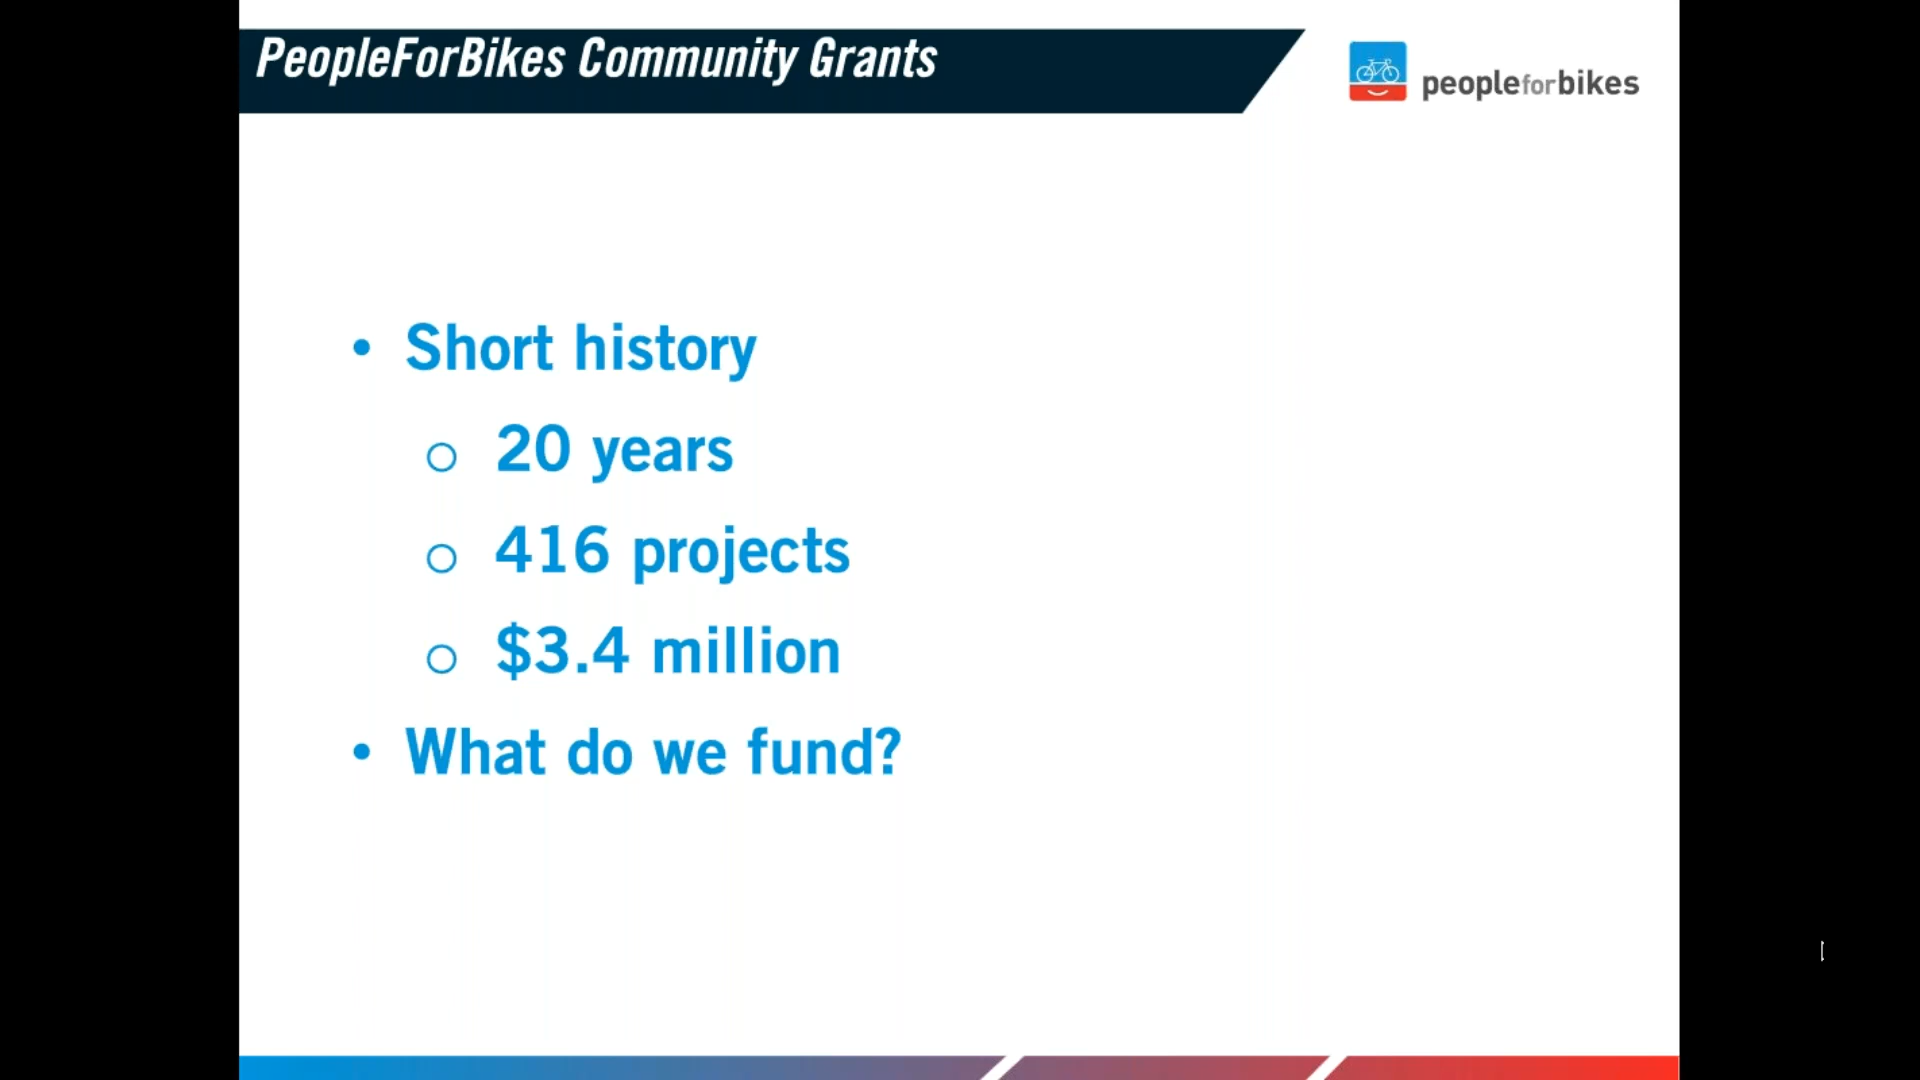 PeopleForBikes Community Grants
peopleforbikes
• Short history
○ 20 years
○ 416 projects
○ $3.4 million
• What do we fund?